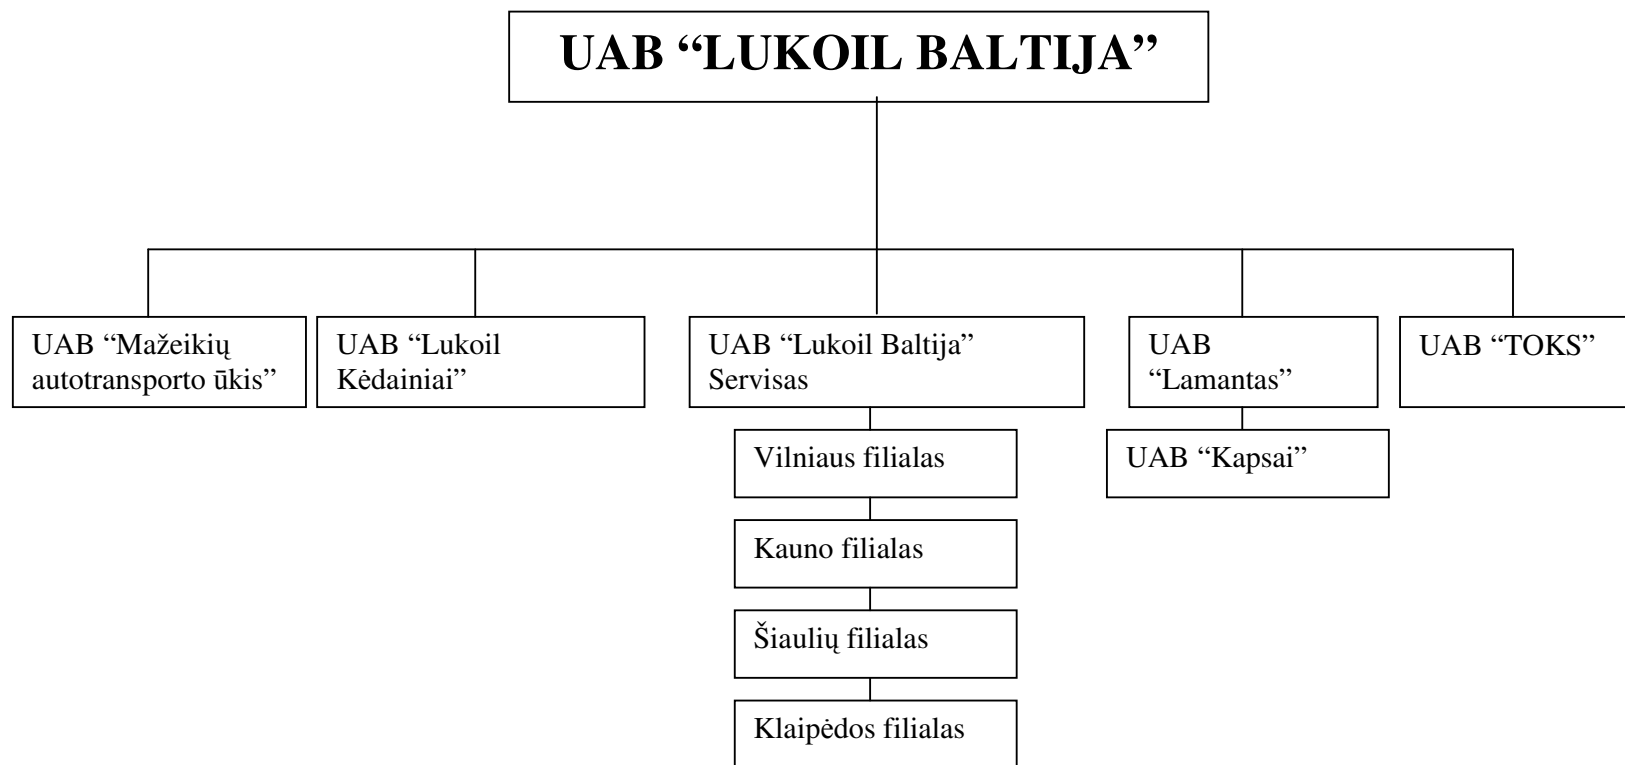 UAB “LUKOIL BALTIJA”
UAB “Mažeikių
autotransporto ūkis”
UAB “Lukoil
Kėdainiai”
UAB “Lukoil Baltija”
Servisas
UAB
“Lamantas”
UAB “TOKS”
Vilniaus filialas
UAB “Kapsai”
Kauno filialas
Šiaulių filialas
Klaipėdos filialas